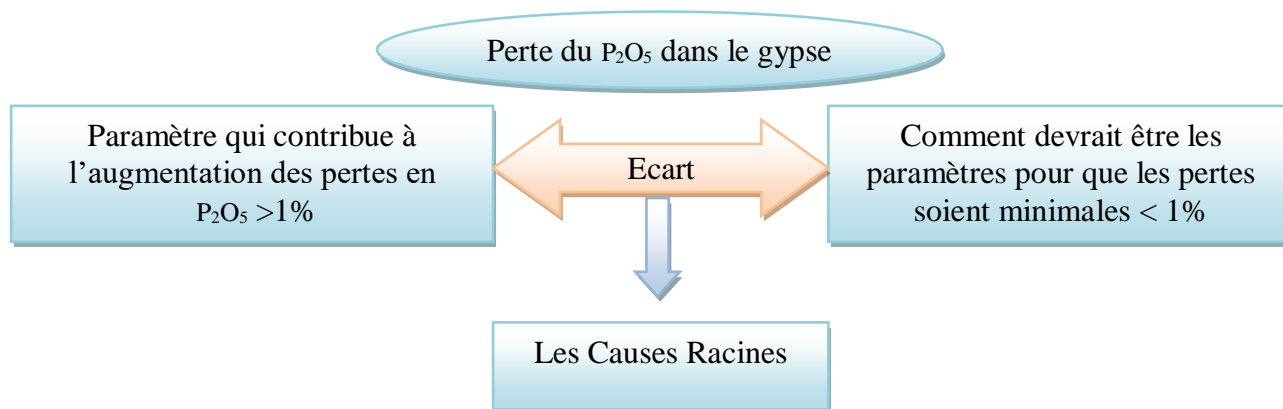 Perte du P₂O₅ dans le gypse
Paramètre qui contribue à
l’augmentation des pertes en
P₂O₅ >1%
Ecart
Comment devrait être les
paramètres pour que les pertes
soient minimales < 1%
Les Causes Racines